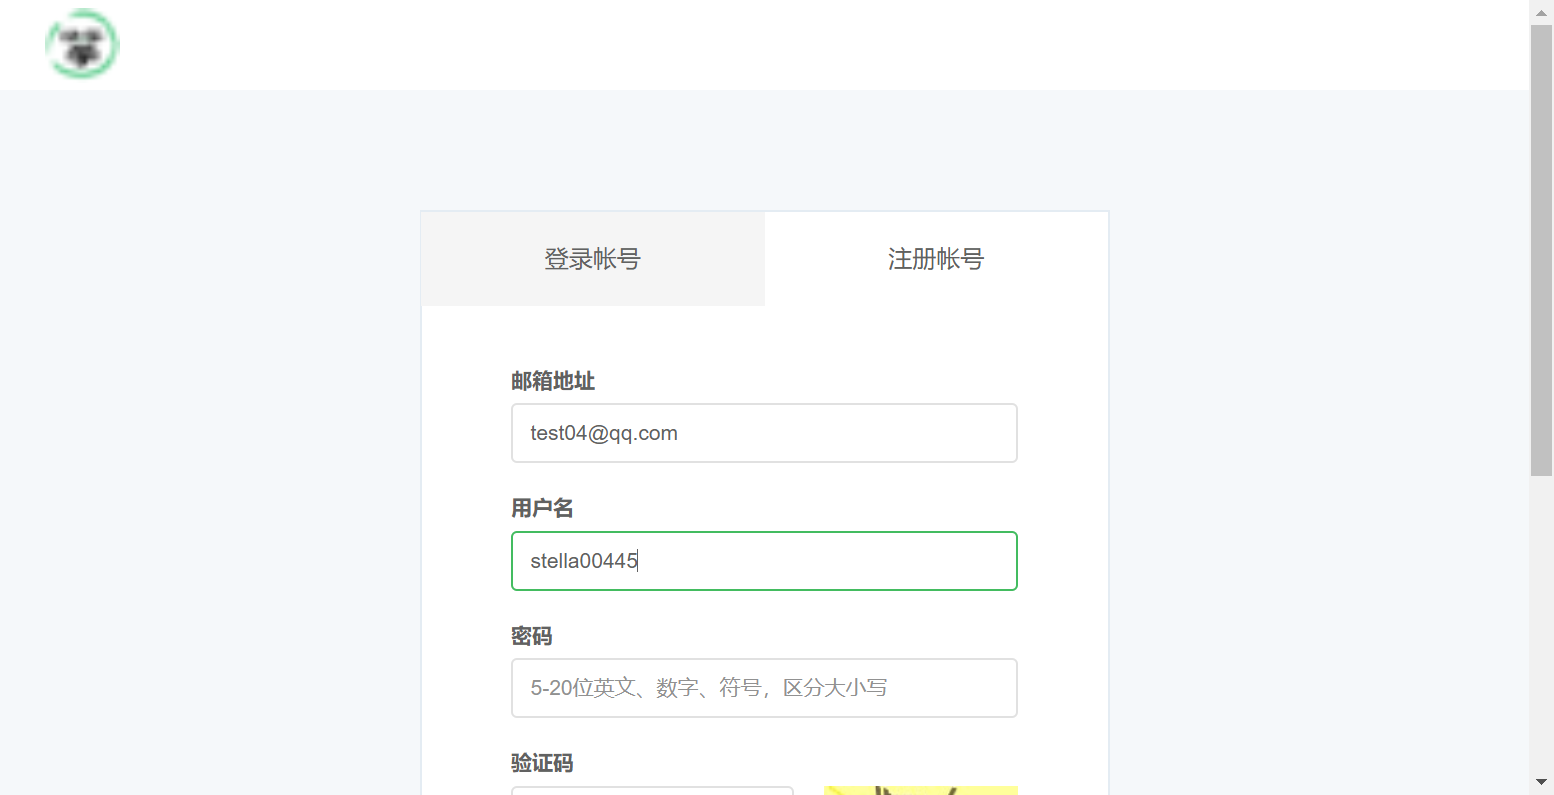 登录帐号
注册帐号
邮箱地址
test04@qq.com
用户名
stella00445
密码
5-20位英文、数字、符号，区分大小写
验证码